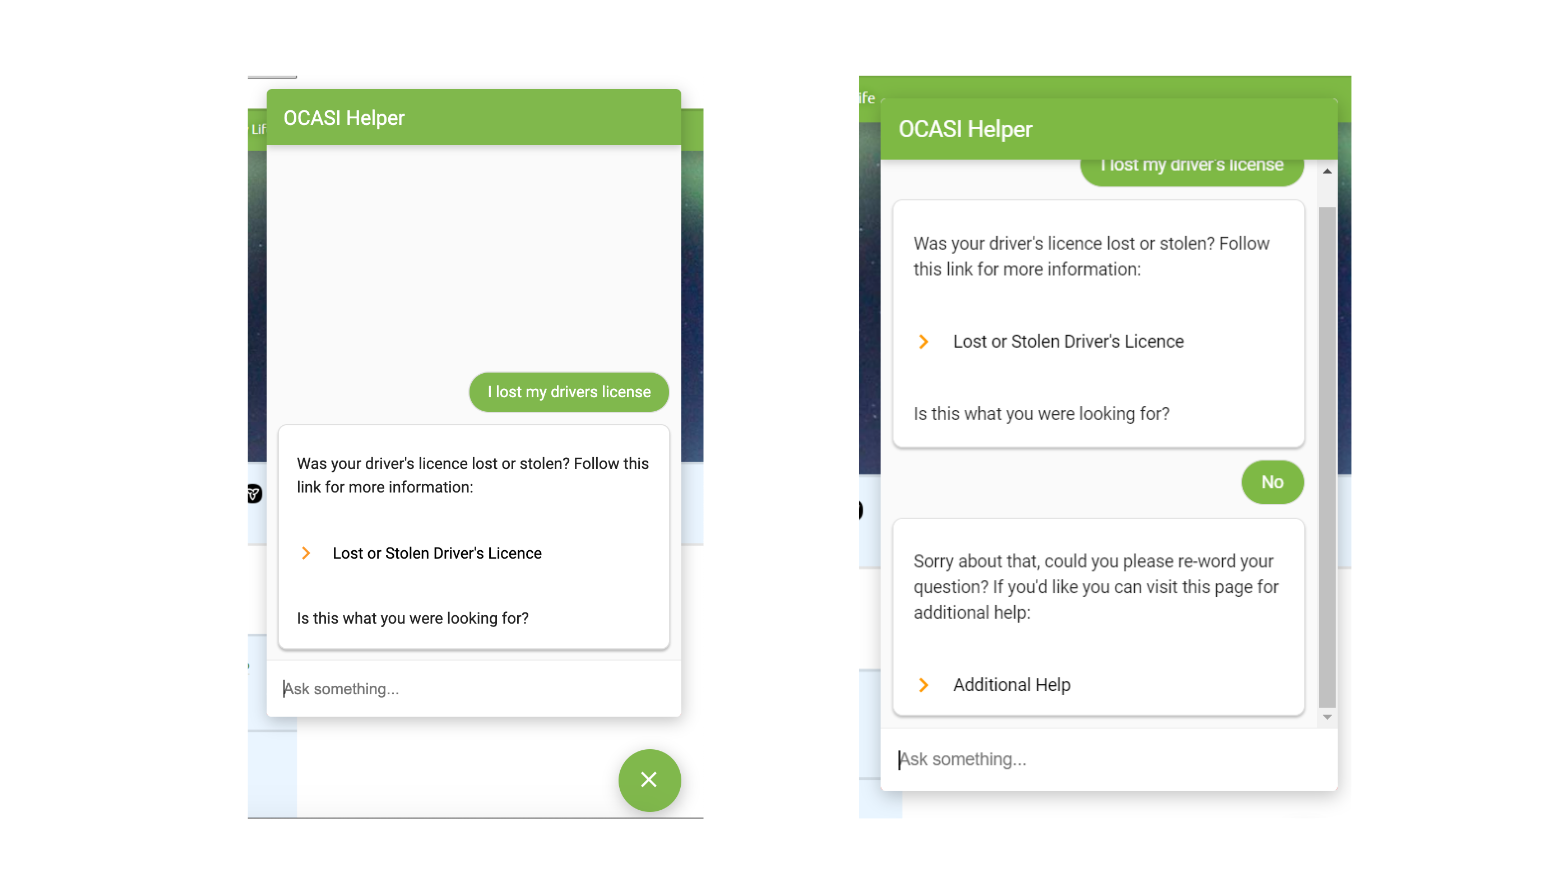 Lif
OCASI Helper
I lost my drivers license
Was your driver's licence lost or stolen? Follow this
link for more information:
Lost or Stolen Driver's Licence
Is this what you were looking for?
Ask something...
ife
OCASI Helper
I lost my driver's license
Was your driver's licence lost or stolen? Follow
this link for more information:
Lost or Stolen Driver's Licence
Is this what you were looking for?
No
Sorry about that, could you please re-word your
question? If you'd like you can visit this page for
additional help:
Additional Help
Ask something...